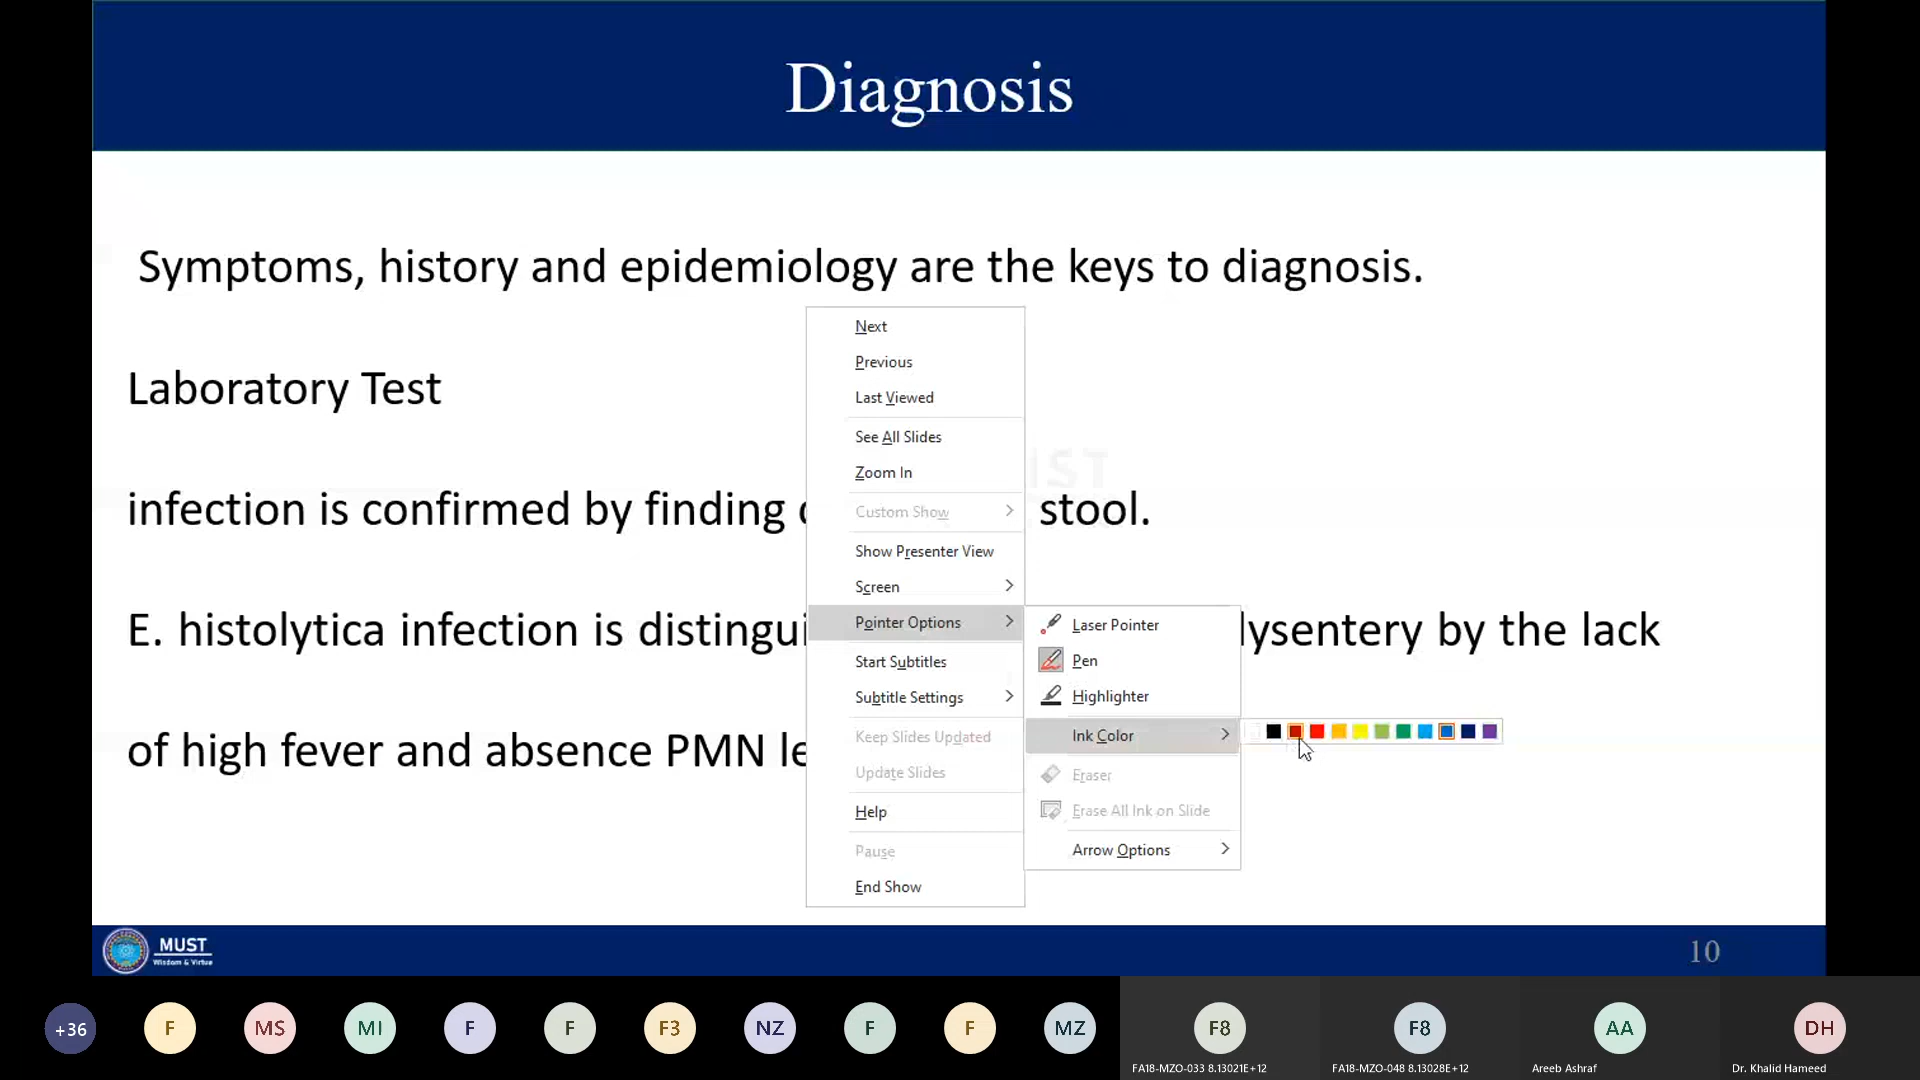 Diagnosis
Symptoms, history and epidemiology are the keys to diagnosis.
Laboratory Test
infection is confirmed by finding
stool.
E. histolytica infection is distingui
lysentery by the lack
of high fever and absence PMN le
Next
Previous
Last Viewed
See All Slides
Zoom In
Custom Show
Show Presenter View
Screen
Pointer Options
Start Subtitles
Subtitle Settings
Keep Slides Updated
Update Slides
Help
Pause
End Show
Laser Pointer
Pen
Highlighter
Ink Color
Eraser
Erase All Ink on Slide
Arrow Options
MUST
Wisdom & Virtue
10
+36
F
MS
MI
F
F
F3
NZ
F
F
MZ
F8
F8
AA
DH
FA18-MZO-033 8.13021E+12
FA18-MZO-048 8.13028E+12
Areeb Ashraf
Dr. Khalid Hameed